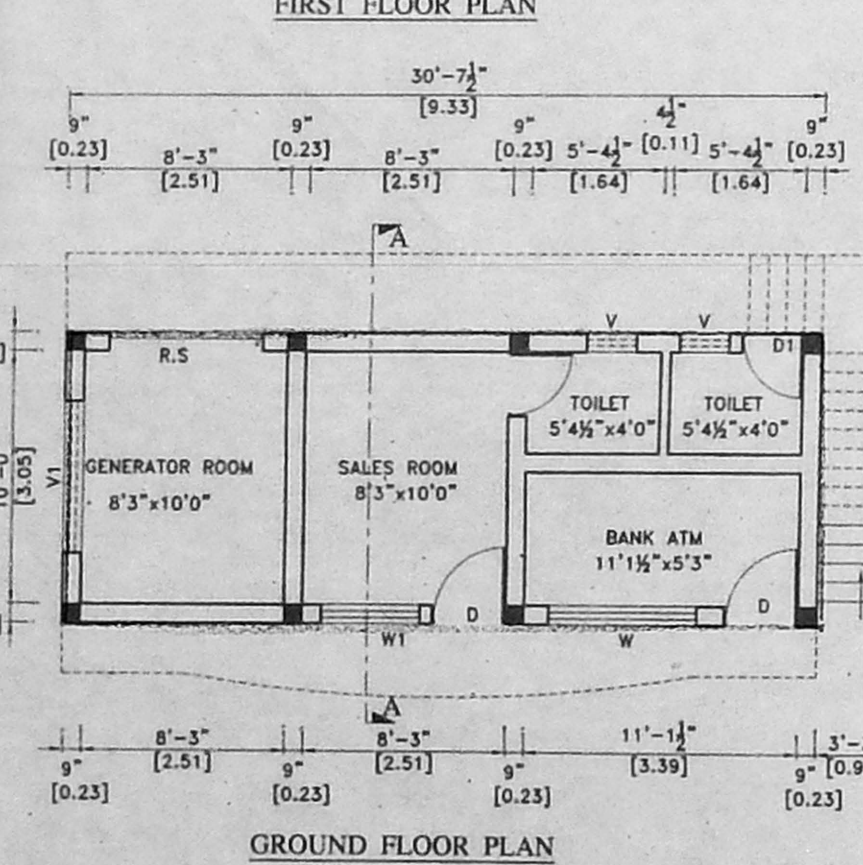 FIRST FLOOR PLAN
30'-7½"
[9.33]
9" 9" 9" 4½" 9"
[0.23] 8'-3" [0.23] 8'-3" [0.23] 5'-4½" [0.11] 5'-4½" [0.23]
[2.51] [2.51] [1.64] [1.64]
A
V V
R.S D1
TOILET TOILET
5'4½"x4'0" 5'4½"x4'0"
[3.05]
V1
GENERATOR ROOM SALES ROOM
8'3"x10'0" 8'3"x10'0"
BANK ATM
11'1½"x5'3"
D D
W1 W
A
8'-3" 8'-3" 11'-1½"
[2.51] [2.51] [3.39]
9" 9" 9" 9"
[0.23] [0.23] [0.23] [0.23]
GROUND FLOOR PLAN